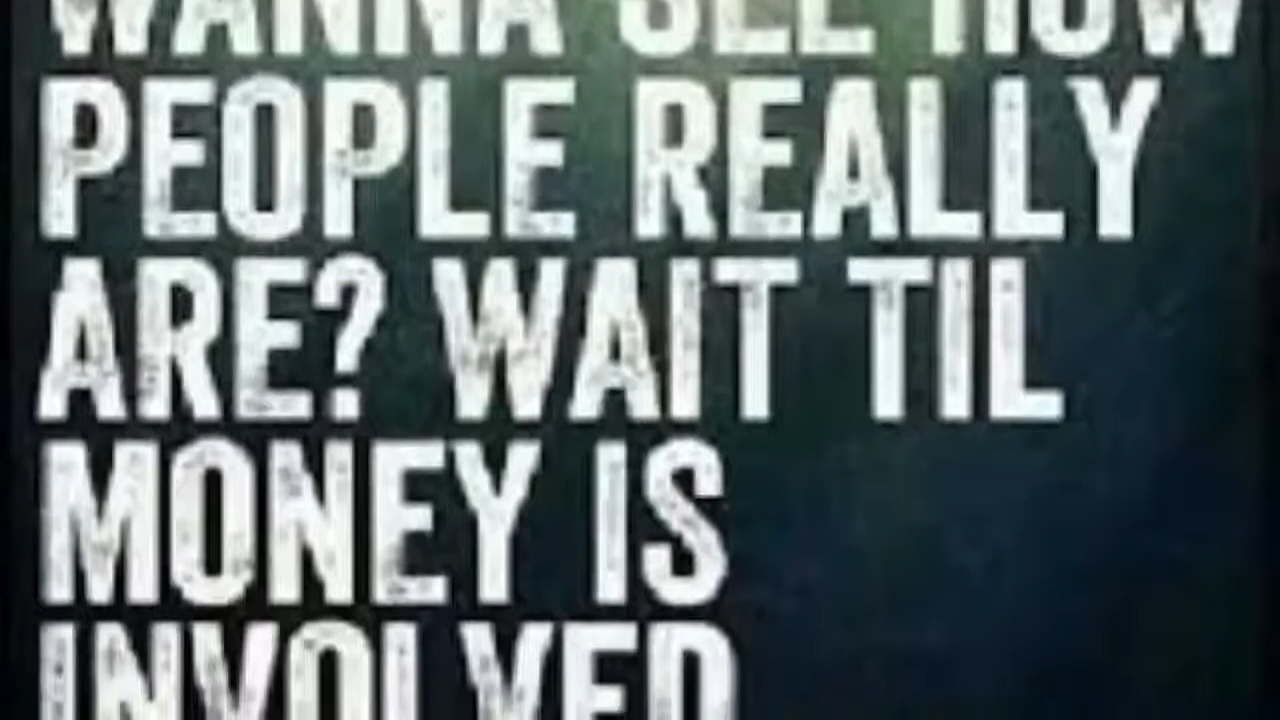 WANNA SEE HOW
PEOPLE REALLY
ARE? WAIT TIL
MONEY IS
INVOLVED